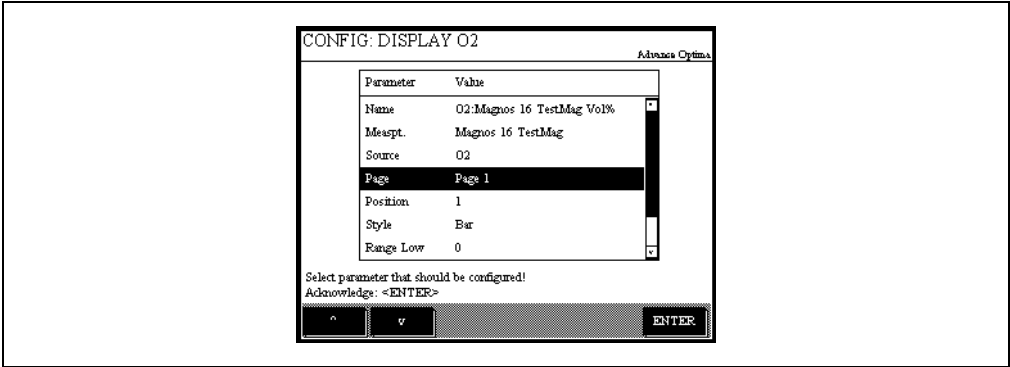 CONFIG: DISPLAY O2
Advance Optima
Parameter Value
Name O2:Magnos 16 TestMag Vol%
Measpt. Magnos 16 TestMag
Source O2
Page Page 1
Position 1
Style Bar
Range Low 0
Select parameter that should be configured!
Acknowledge: <ENTER>
^ v ENTER